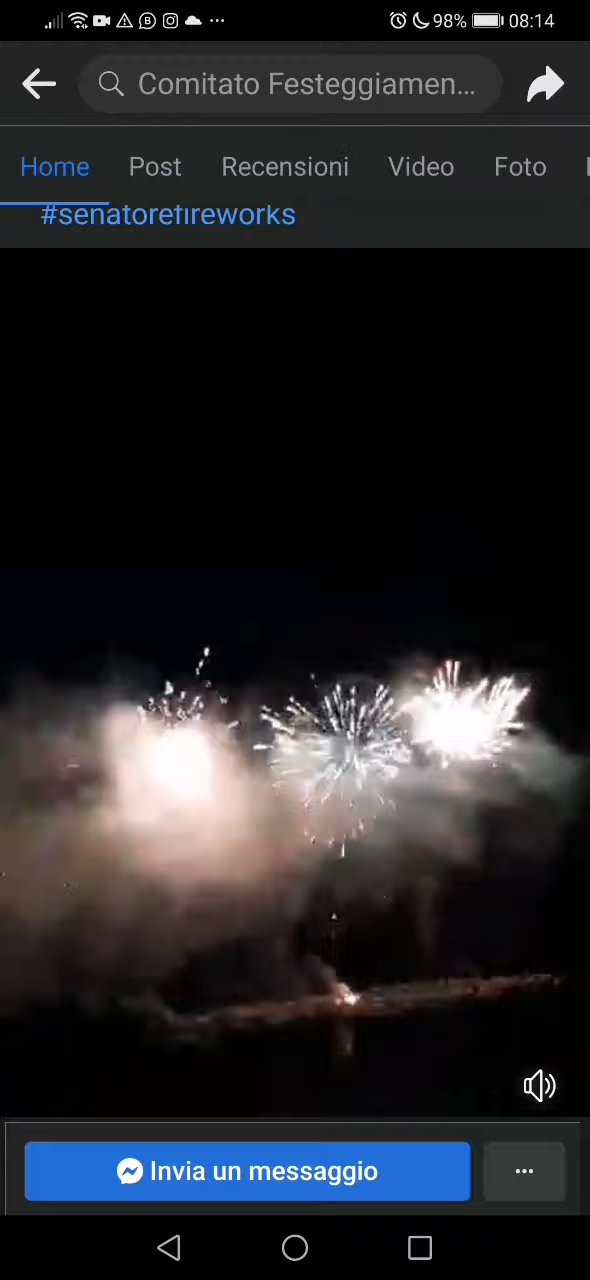 98% 08:14
Comitato Festeggiamen...
Home Post Recensioni Video Foto
#senatorefireworks
Invia un messaggio